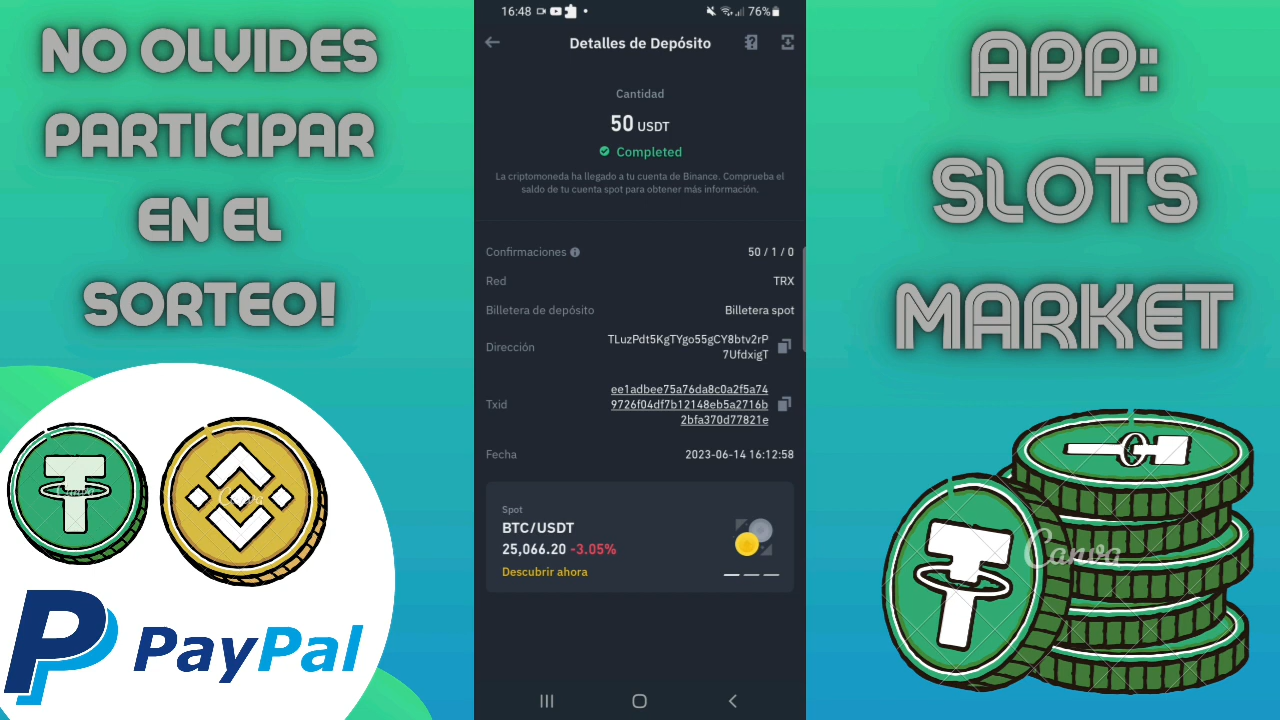 NO OLVIDES
PARTICIPAR
EN EL
SORTEO!
PayPal
16:48
76%
Detalles de Depósito
Cantidad
50 USDT
Completed
La criptomoneda ha llegado a tu cuenta de Binance. Comprueba el
saldo de tu cuenta spot para obtener más información.
Confirmaciones
50 / 1 / 0
Red
TRX
Billetera de depósito
Billetera spot
Dirección
TLuzPdt5KgTYgo55gCY8btv2rP
7UfdxigT
Txid
ee1adbee75a76da8c0a2f5a74
9726f04df7b12148eb5a2716b
2bfa370d77821e
Fecha
2023-06-14 16:12:58
Spot
BTC/USDT
25,066.20 -3.05%
Descubrir ahora
APP:
SLOTS
MARKET
Canva
Canva